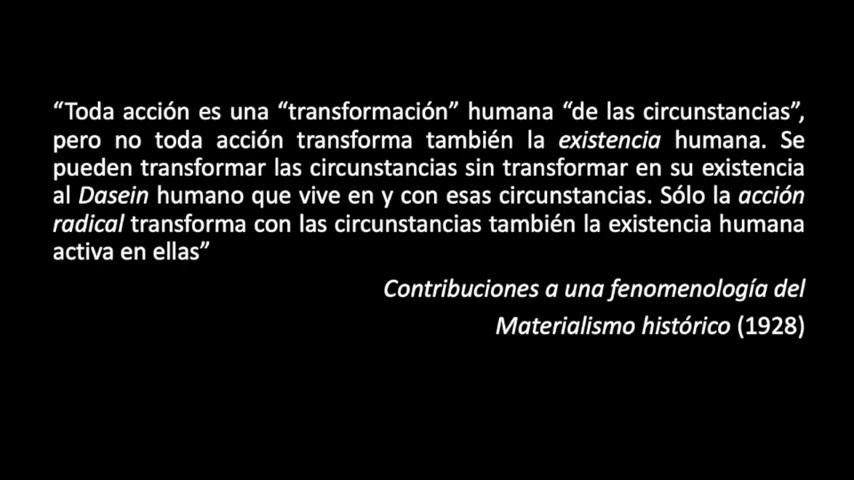 “Toda acción es una “transformación” humana “de las circunstancias”,
pero no toda acción transforma también la existencia humana. Se
pueden transformar las circunstancias sin transformar en su existencia
al Dasein humano que vive en y con esas circunstancias. Sólo la acción
radical transforma con las circunstancias también la existencia humana
activa en ellas”
Contribuciones a una fenomenología del
Materialismo histórico (1928)